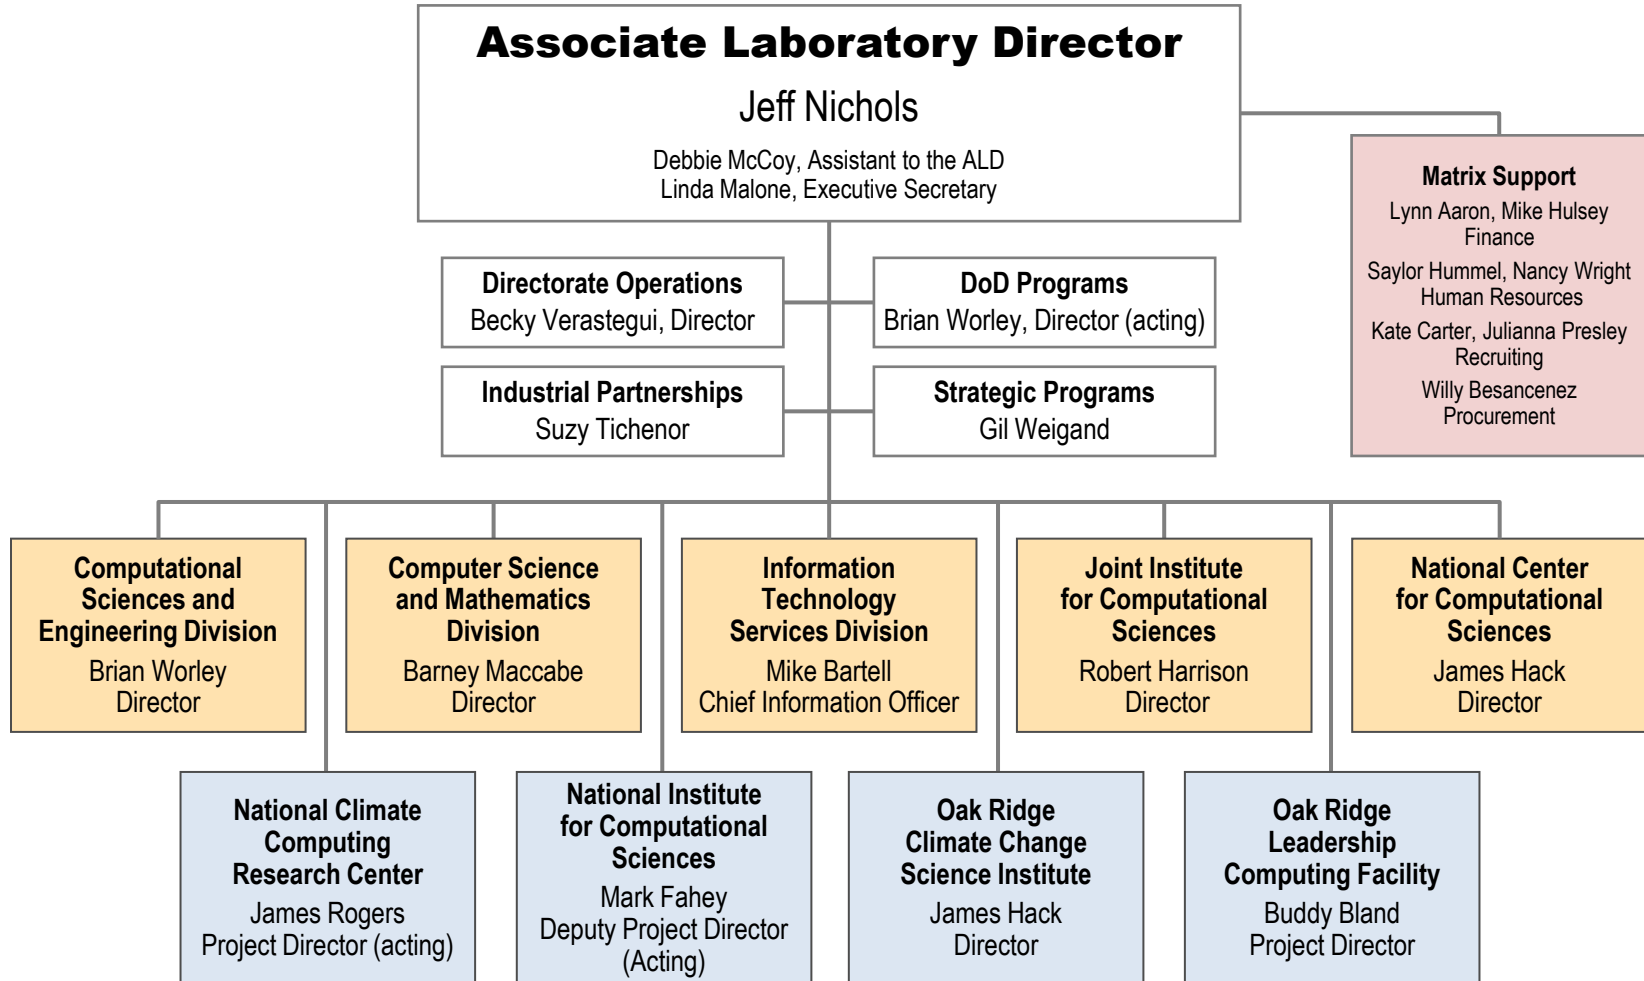 Associate Laboratory Director
Jeff Nichols
Debbie McCoy, Assistant to the ALD
Linda Malone, Executive Secretary
Matrix Support
Lynn Aaron, Mike Hulsey
Finance
Saylor Hummel, Nancy Wright
Human Resources
Kate Carter, Julianna Presley
Recruiting
Willy Besancenez
Procurement
Directorate Operations
Becky Verastegui, Director
DoD Programs
Brian Worley, Director (acting)
Industrial Partnerships
Suzy Tichenor
Strategic Programs
Gil Weigand
Computational
Sciences and
Engineering Division
Brian Worley
Director
Computer Science
and Mathematics
Division
Barney Maccabe
Director
Information
Technology
Services Division
Mike Bartell
Chief Information Officer
Joint Institute
for Computational
Sciences
Robert Harrison
Director
National Center
for Computational
Sciences
James Hack
Director
National Climate
Computing
Research Center
James Rogers
Project Director (acting)
National Institute
for Computational
Sciences
Mark Fahey
Deputy Project Director
(Acting)
Oak Ridge
Climate Change
Science Institute
James Hack
Director
Oak Ridge
Leadership
Computing Facility
Buddy Bland
Project Director